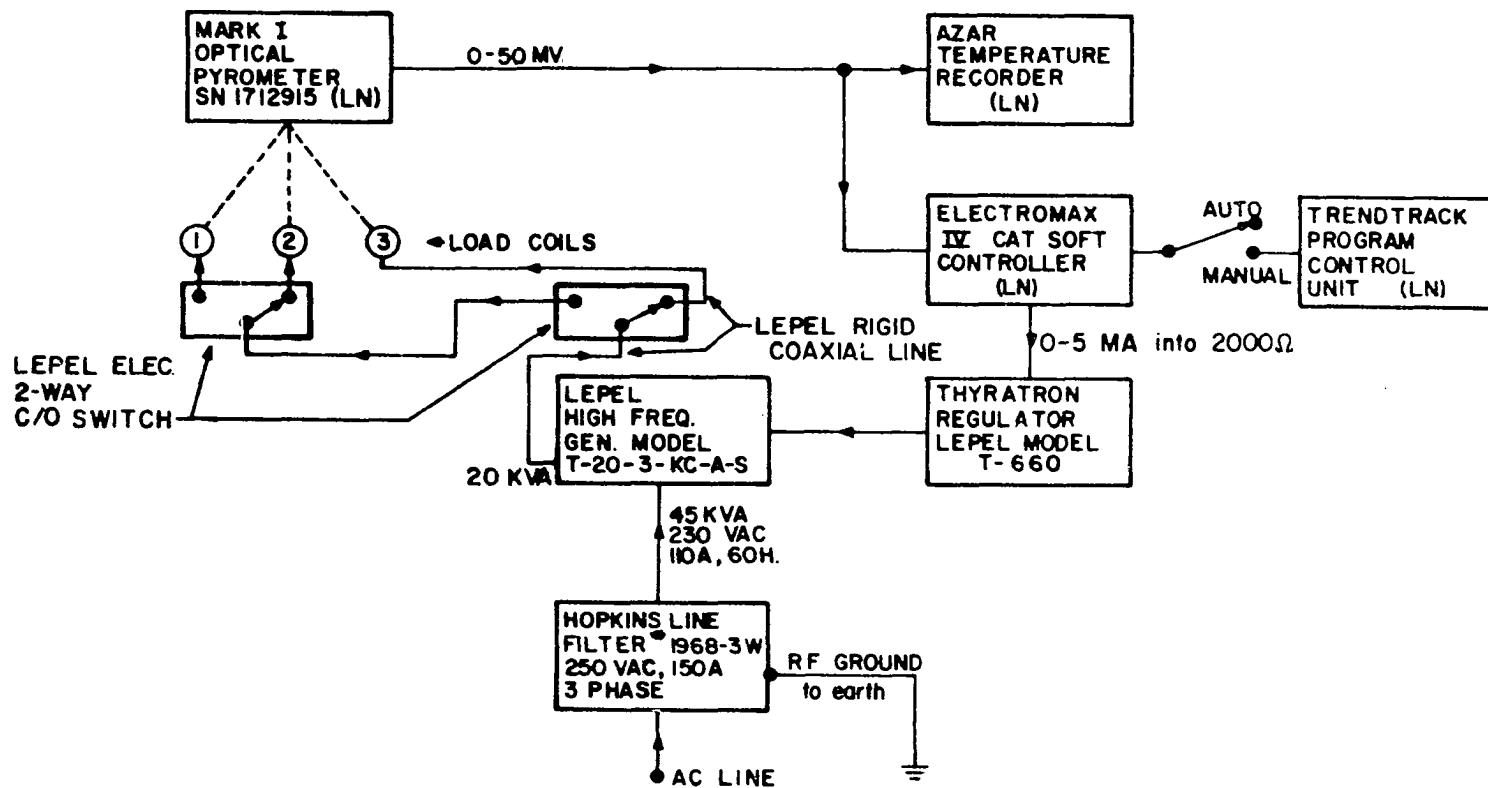 MARK I
OPTICAL
PYROMETER
SN 1712915 (LN)
0-50 MV.
AZAR
TEMPERATURE
RECORDER
(LN)
1
2
3
LOAD COILS
ELECTROMAX
IV CAT SOFT
CONTROLLER
(LN)
AUTO
MANUAL
TRENDTRACK
PROGRAM
CONTROL
UNIT (LN)
LEPEL ELEC.
2-WAY
C/O SWITCH
LEPEL RIGID
COAXIAL LINE
0-5 MA into 2000Ω
LEPEL
HIGH FREQ.
GEN. MODEL
T-20-3-KC-A-S
20 KVA
THYRATRON
REGULATOR
LEPEL MODEL
T-660
45 KVA
230 VAC
110A, 60H.
HOPKINS LINE
FILTER 1968-3W
250 VAC, 150A
3 PHASE
RF GROUND
to earth
AC LINE